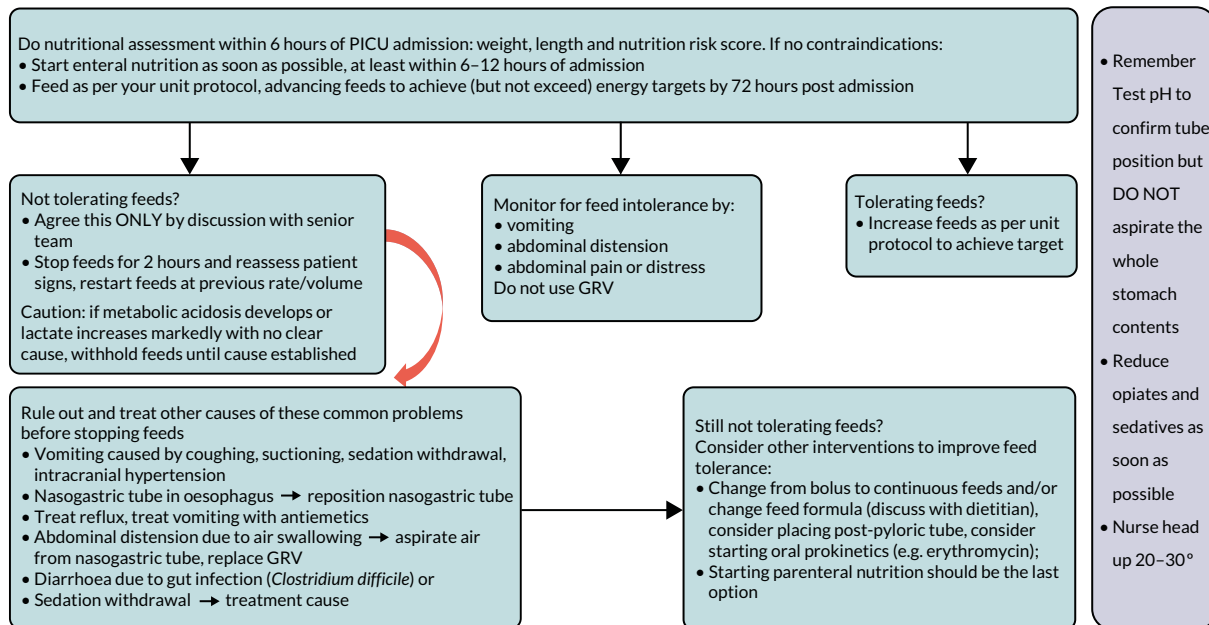 Do nutritional assessment within 6 hours of PICU admission: weight, length and nutrition risk score. If no contraindications:
• Start enteral nutrition as soon as possible, at least within 6–12 hours of admission
• Feed as per your unit protocol, advancing feeds to achieve (but not exceed) energy targets by 72 hours post admission
Not tolerating feeds?
• Agree this ONLY by discussion with senior
team
• Stop feeds for 2 hours and reassess patient
signs, restart feeds at previous rate/volume
Caution: if metabolic acidosis develops or
lactate increases markedly with no clear
cause, withhold feeds until cause established
Monitor for feed intolerance by:
• vomiting
• abdominal distension
• abdominal pain or distress
Do not use GRV
Tolerating feeds?
• Increase feeds as per unit
protocol to achieve target
Rule out and treat other causes of these common problems
before stopping feeds
• Vomiting caused by coughing, suctioning, sedation withdrawal,
intracranial hypertension
• Nasogastric tube in oesophagus → reposition nasogastric tube
• Treat reflux, treat vomiting with antiemetics
• Abdominal distension due to air swallowing → aspirate air
from nasogastric tube, replace GRV
• Diarrhoea due to gut infection (Clostridium difficile) or
• Sedation withdrawal → treatment cause
Still not tolerating feeds?
Consider other interventions to improve feed
tolerance:
• Change from bolus to continuous feeds and/or
change feed formula (discuss with dietitian),
consider placing post-pyloric tube, consider
starting oral prokinetics (e.g. erythromycin);
• Starting parenteral nutrition should be the last
option
• Remember
Test pH to
confirm tube
position but
DO NOT
aspirate the
whole
stomach
contents
• Reduce
opiates and
sedatives as
soon as
possible
• Nurse head
up 20–30°